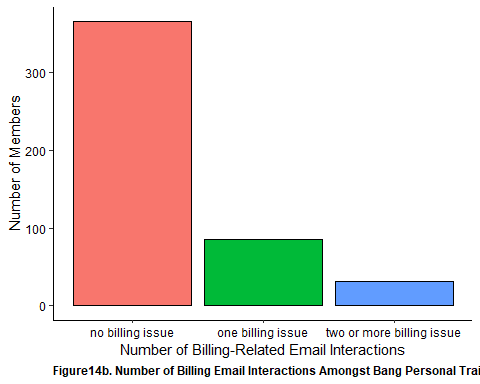 Number of Members
300
200
100
0
no billing issue one billing issue two or more billing issue
Number of Billing-Related Email Interactions
Figure14b. Number of Billing Email Interactions Amongst Bang Personal Trai